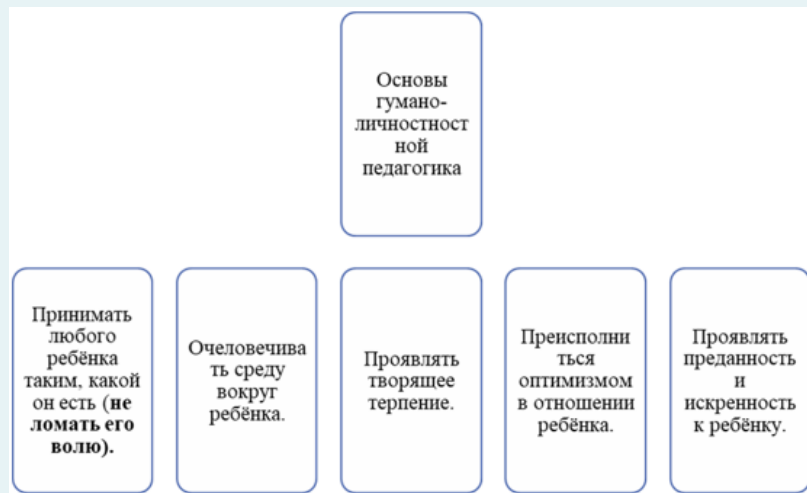 Основы
гумано-
личностност
ной
педагогика
Принимать
любого
ребёнка
таким, какой
он есть (не
ломать его
волю).
Очеловечива
ть среду
вокруг
ребёнка.
Проявлять
творящее
терпение.
Преисполни
ться
оптимизмом
в отношении
ребёнка.
Проявлять
преданность
и
искренность
к ребёнку.